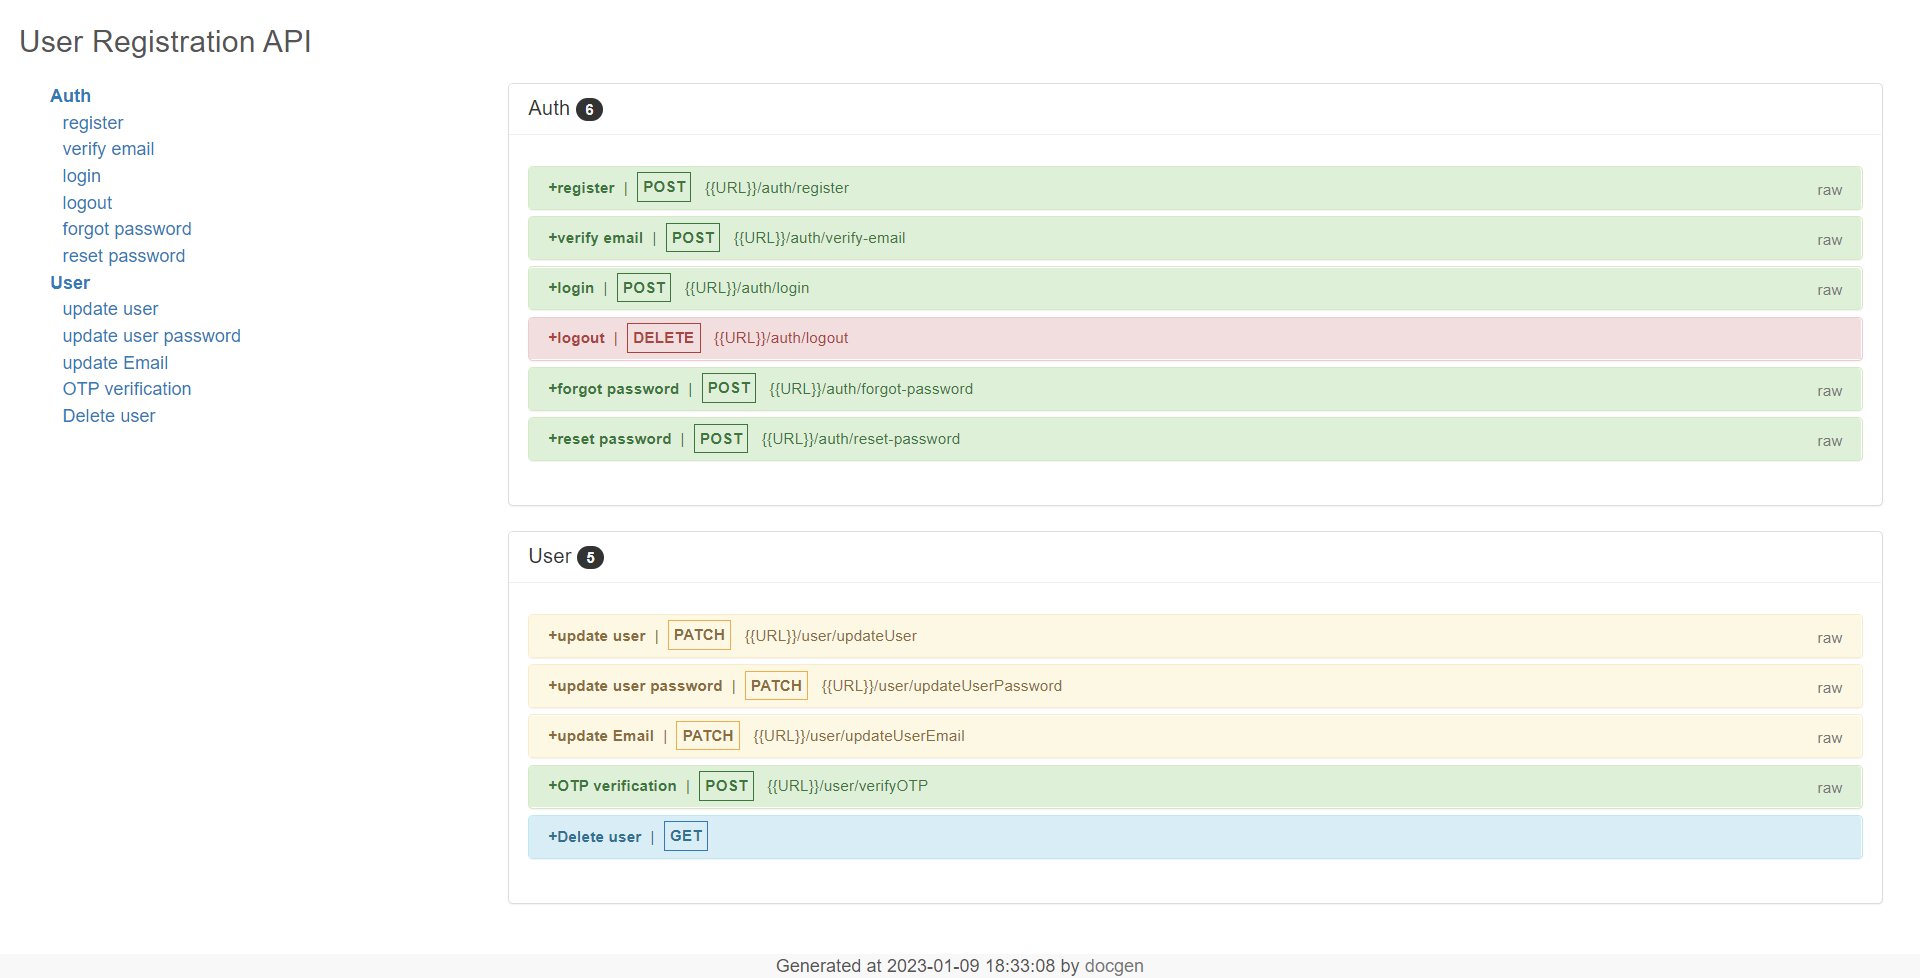 User Registration API
Auth
register
verify email
login
logout
forgot password
reset password
User
update user
update user password
update Email
OTP verification
Delete user
Auth 6
+register | POST {{URL}}/auth/register raw
+verify email | POST {{URL}}/auth/verify-email raw
+login | POST {{URL}}/auth/login raw
+logout | DELETE {{URL}}/auth/logout
+forgot password | POST {{URL}}/auth/forgot-password raw
+reset password | POST {{URL}}/auth/reset-password raw
User 5
+update user | PATCH {{URL}}/user/updateUser raw
+update user password | PATCH {{URL}}/user/updateUserPassword raw
+update Email | PATCH {{URL}}/user/updateUserEmail raw
+OTP verification | POST {{URL}}/user/verifyOTP raw
+Delete user | GET
Generated at 2023-01-09 18:33:08 by docgen